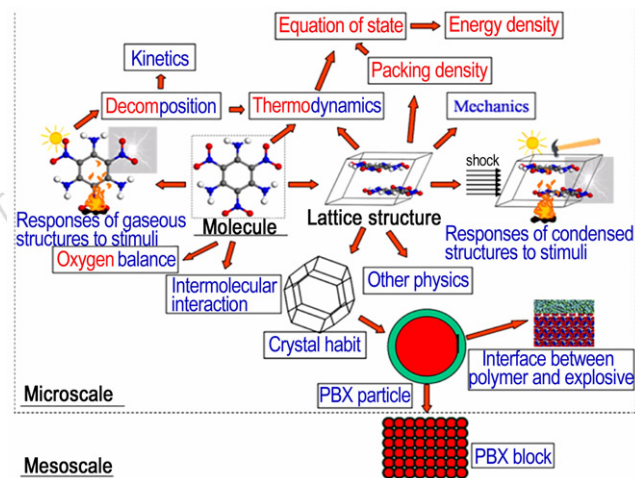 Equation of state
Energy density
Kinetics
Packing density
Decomposition
Thermodynamics
Mechanics
shock
Responses of gaseous
structures to stimuli
Molecule
Lattice structure
Responses of condensed
structures to stimuli
Oxygen balance
Intermolecular
interaction
Other physics
Crystal habit
Interface between
polymer and explosive
PBX particle
Microscale
PBX block
Mesoscale